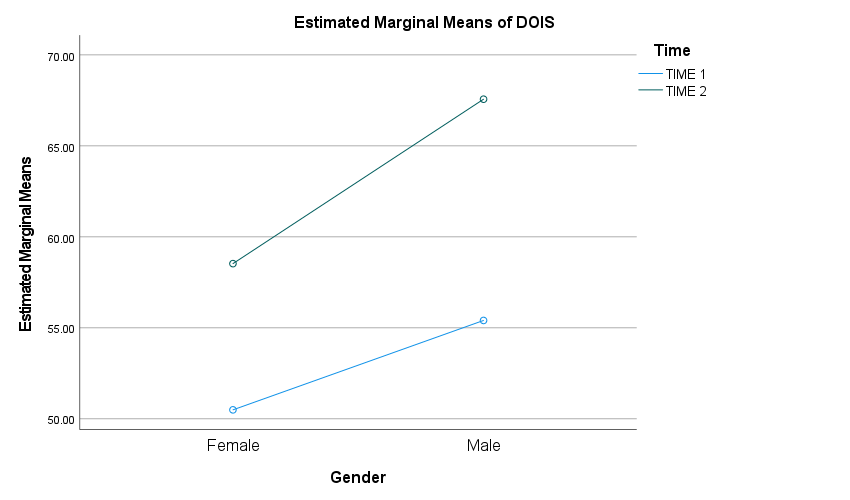 Estimated Marginal Means of DOIS
Time
TIME 1
TIME 2
Estimated Marginal Means
70.00
65.00
60.00
55.00
50.00
Female
Male
Gender